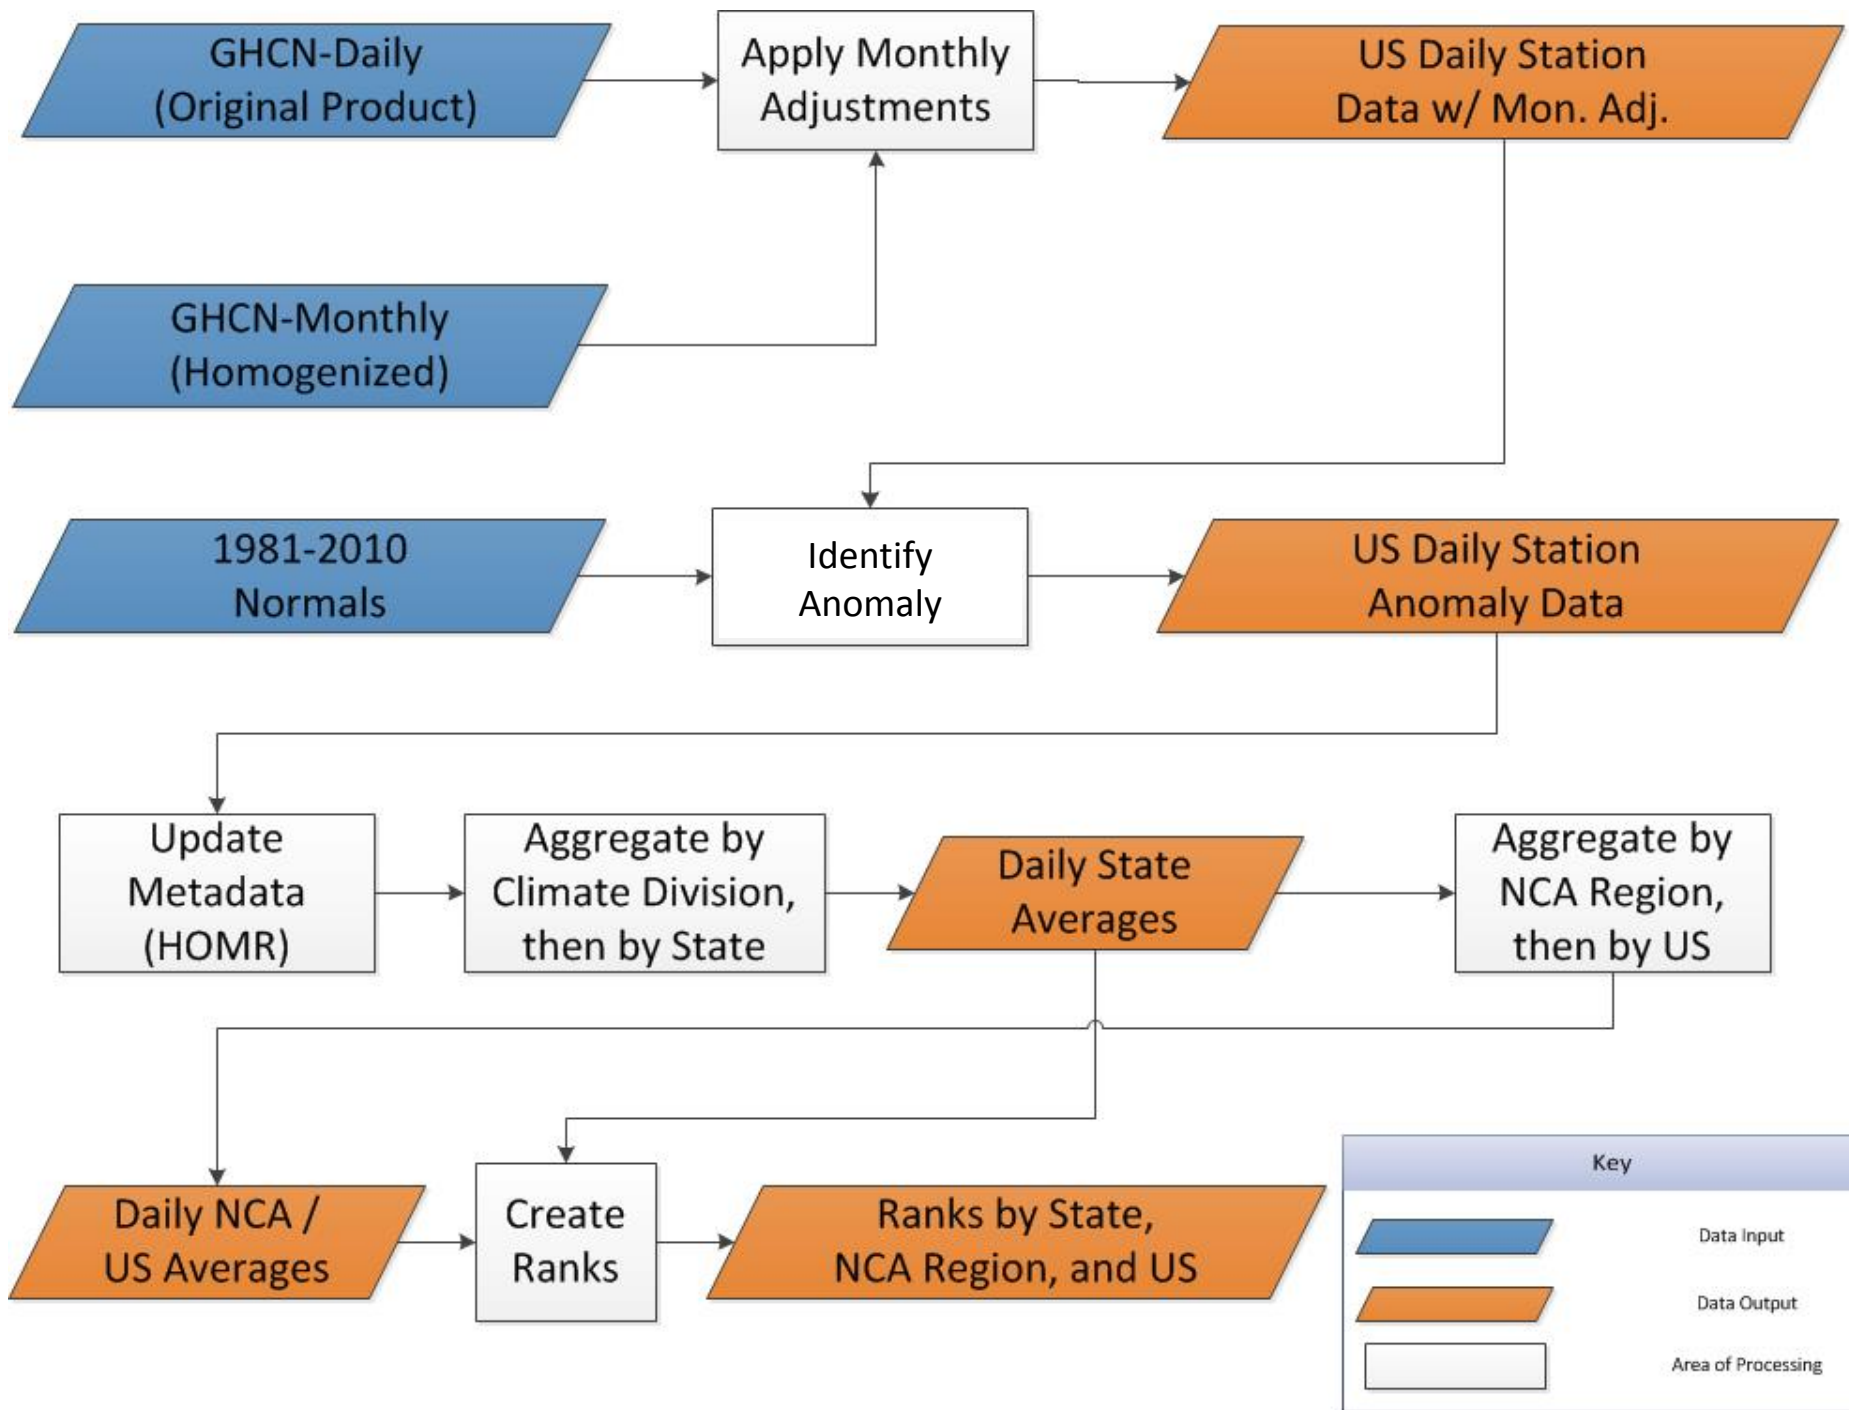 GHCN-Daily
(Original Product)
Apply Monthly
Adjustments
US Daily Station
Data w/ Mon. Adj.
GHCN-Monthly
(Homogenized)
1981-2010
Normals
Identify
Anomaly
US Daily Station
Anomaly Data
Update
Metadata
(HOMR)
Aggregate by
Climate Division,
then by State
Daily State
Averages
Aggregate by
NCA Region,
then by US
Daily NCA /
US Averages
Create
Ranks
Ranks by State,
NCA Region, and US
Key
Data Input
Data Output
Area of Processing